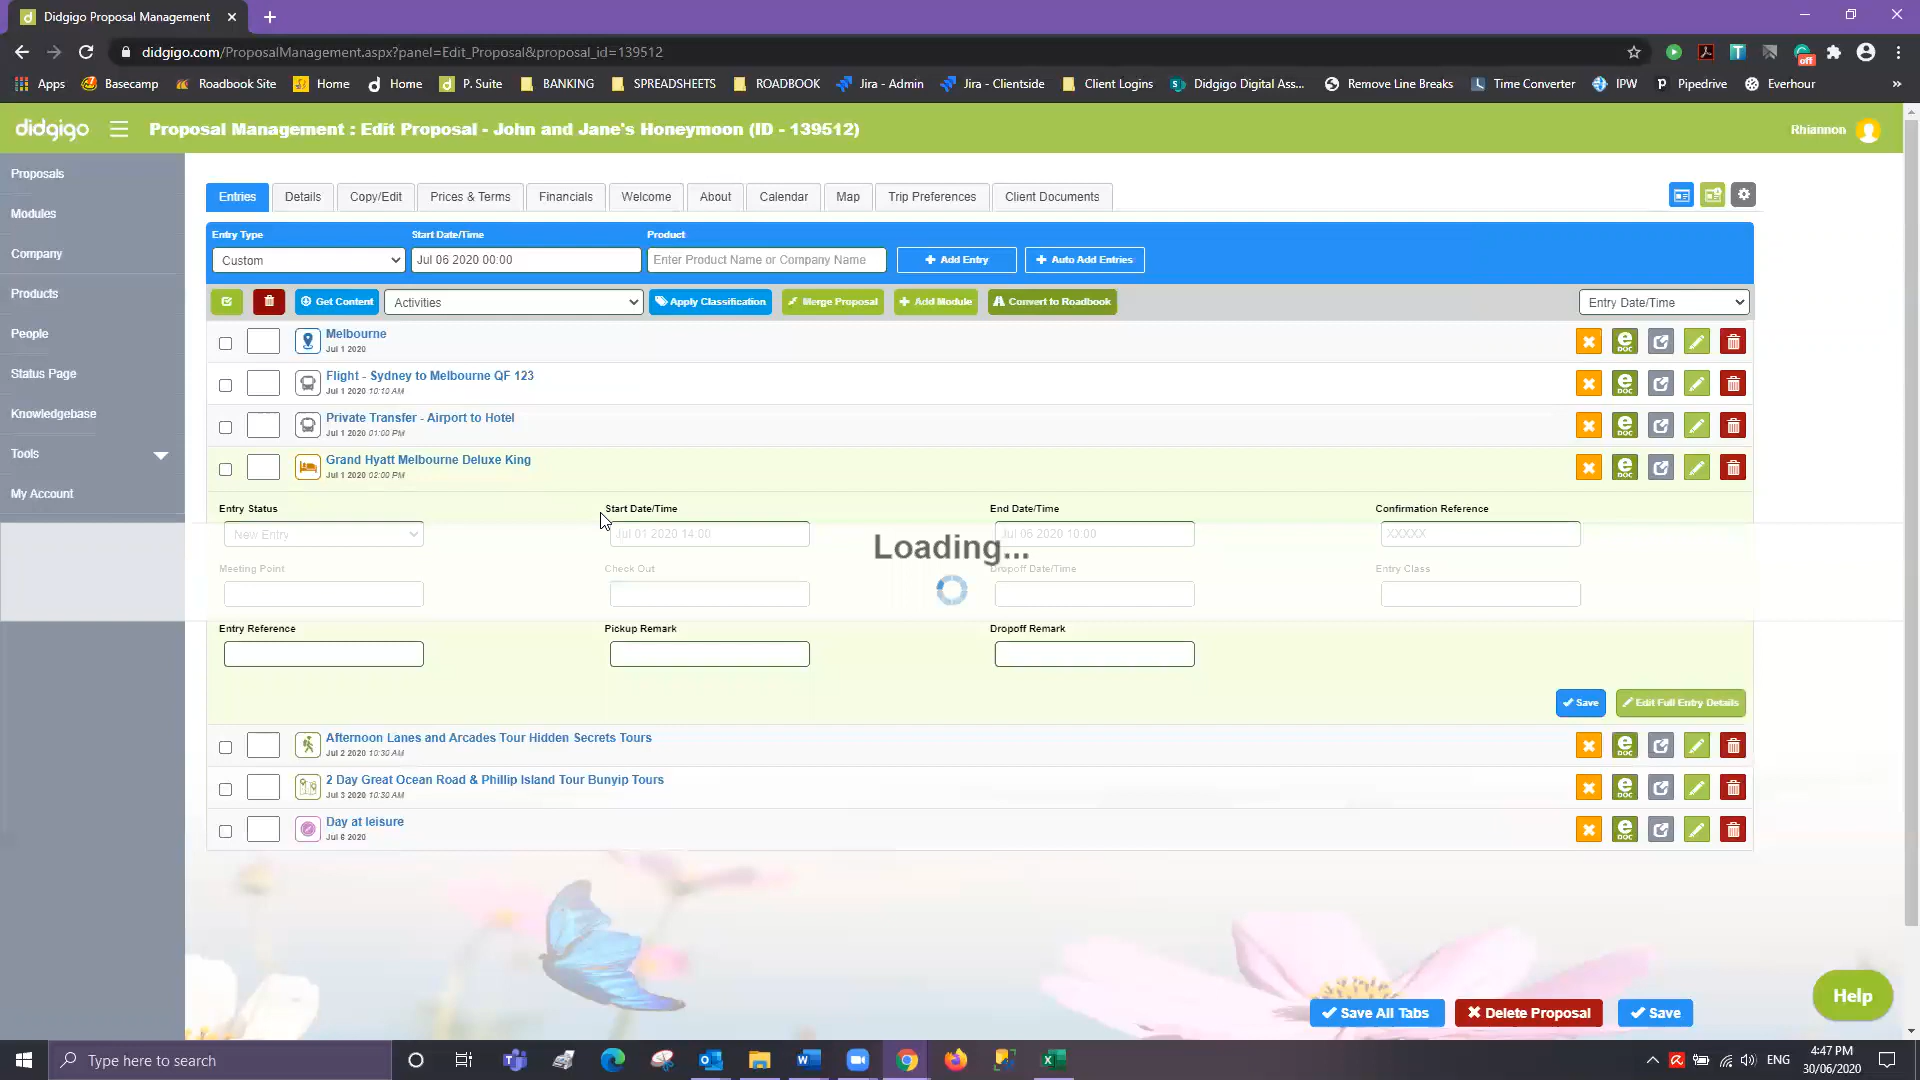 Didgigo Proposal Management
didgigo.com/ProposalManagement.aspx?panel=Edit_Proposal&proposal_id=139512
off
Apps Basecamp Roadbook Site Home Home P. Suite BANKING SPREADSHEETS ROADBOOK Jira - Admin Jira - Clientside Client Logins Didgigo Digital Ass... Remove Line Breaks Time Converter IPW Pipedrive Everhour »
didgigo Proposal Management : Edit Proposal - John and Jane's Honeymoon (ID - 139512) Rhiannon
Proposals
Modules
Company
Products
People
Status Page
Knowledgebase
Tools
My Account
Entries Details Copy/Edit Prices & Terms Financials Welcome About Calendar Map Trip Preferences Client Documents
Entry Type Start Date/Time Product
Custom Jul 06 2020 00:00 Enter Product Name or Company Name Add Entry Auto Add Entries
Get Content Activities Apply Classification Merge Proposal Add Module Convert to Roadbook Entry Date/Time
Melbourne
Jul 1 2020
e DOC
Flight - Sydney to Melbourne QF 123
Jul 1 2020 10:10 AM
e DOC
Private Transfer - Airport to Hotel
Jul 1 2020 01:00 PM
e DOC
Grand Hyatt Melbourne Deluxe King
Jul 1 2020 02:00 PM
e DOC
Entry Status Start Date/Time End Date/Time Confirmation Reference
New Entry Jul 01 2020 14:00 Jul 06 2020 10:00 XXXXX
Loading...
Meeting Point Check Out Dropoff Date/Time Entry Class
Entry Reference Pickup Remark Dropoff Remark
Save Edit Full Entry Details
Afternoon Lanes and Arcades Tour Hidden Secrets Tours
Jul 2 2020 10:30 AM
e DOC
2 Day Great Ocean Road & Phillip Island Tour Bunyip Tours
Jul 3 2020 10:30 AM
e DOC
Day at leisure
Jul 6 2020
e DOC
Save All Tabs Delete Proposal Save
Help
Type here to search
ENG
4:47 PM
30/06/2020